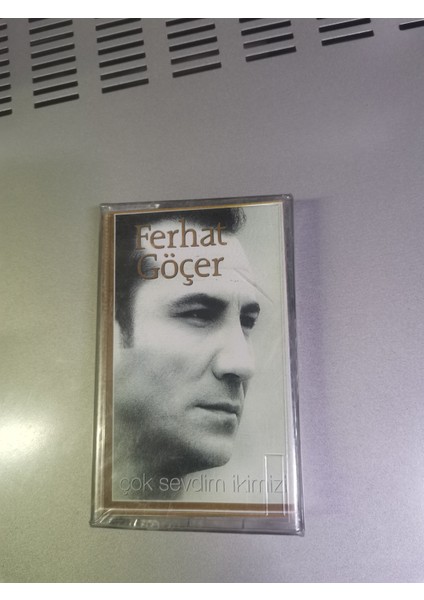 Ferhat
Göçer
çok sevdim ikimizi